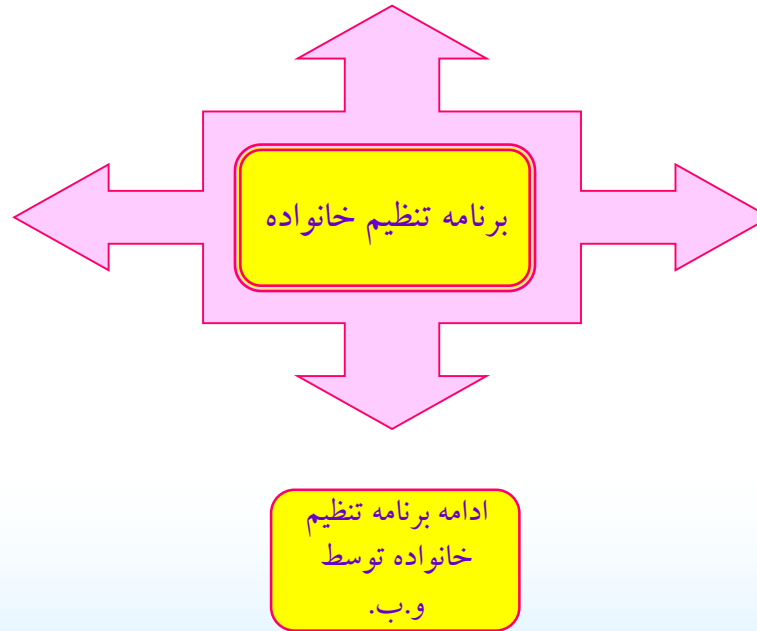 برنامه تنظیم خانواده
ادامه برنامه تنظیم
خانواده توسط
و.ب.